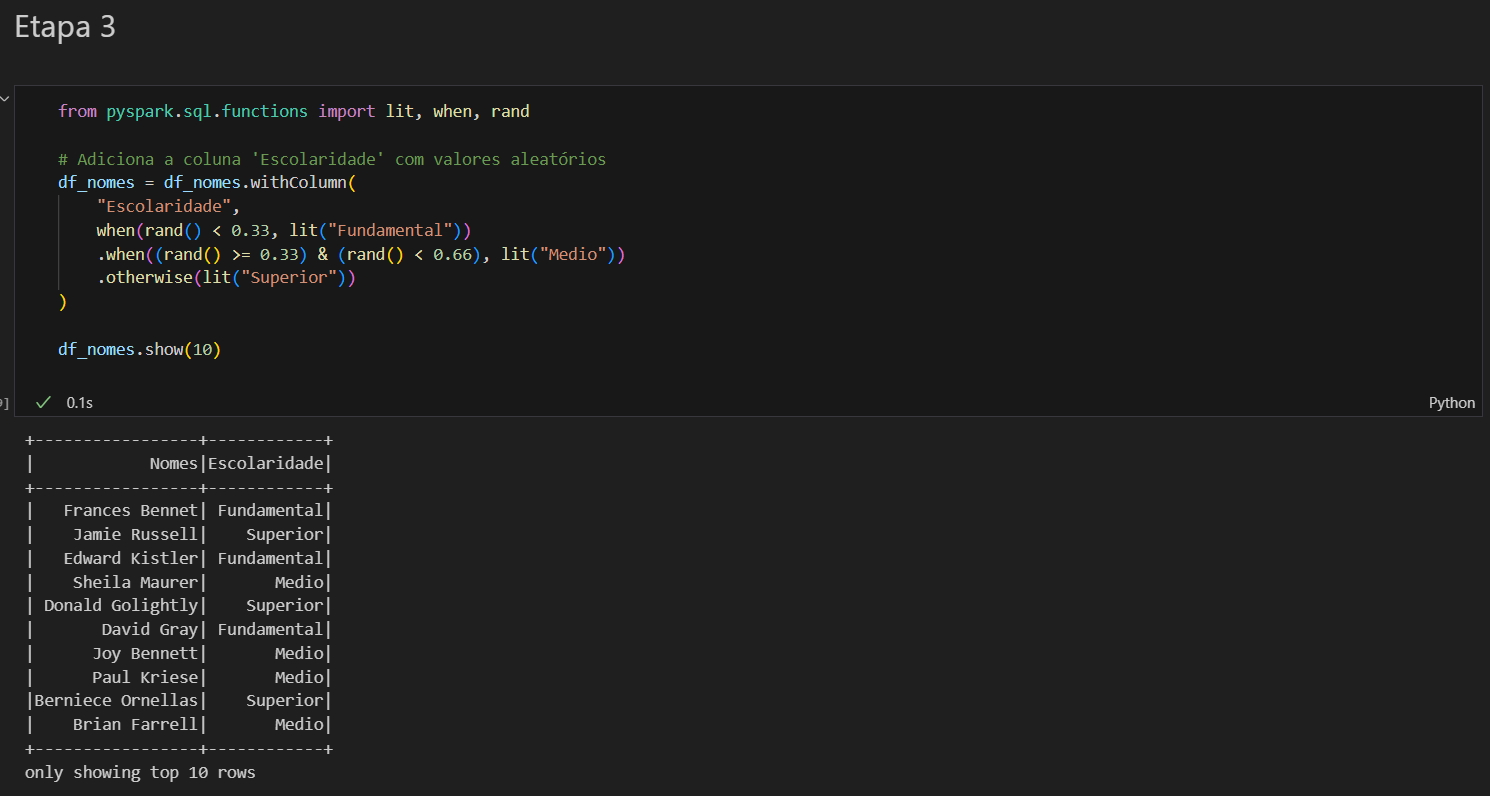 Etapa 3
from pyspark.sql.functions import lit, when, rand
# Adiciona a coluna 'Escolaridade' com valores aleatórios
df_nomes = df_nomes.withColumn(
    "Escolaridade",
    when(rand() < 0.33, lit("Fundamental"))
    .when((rand() >= 0.33) & (rand() < 0.66), lit("Medio"))
    .otherwise(lit("Superior"))
)
df_nomes.show(10)
9] 0.1s Python
+-----------------+------------+
|            Nomes|Escolaridade|
+-----------------+------------+
|   Frances Bennet| Fundamental|
|    Jamie Russell|    Superior|
|   Edward Kistler| Fundamental|
|    Sheila Maurer|       Medio|
| Donald Golightly|    Superior|
|       David Gray| Fundamental|
|      Joy Bennett|       Medio|
|      Paul Kriese|       Medio|
|Berniece Ornellas|    Superior|
|    Brian Farrell|       Medio|
+-----------------+------------+
only showing top 10 rows